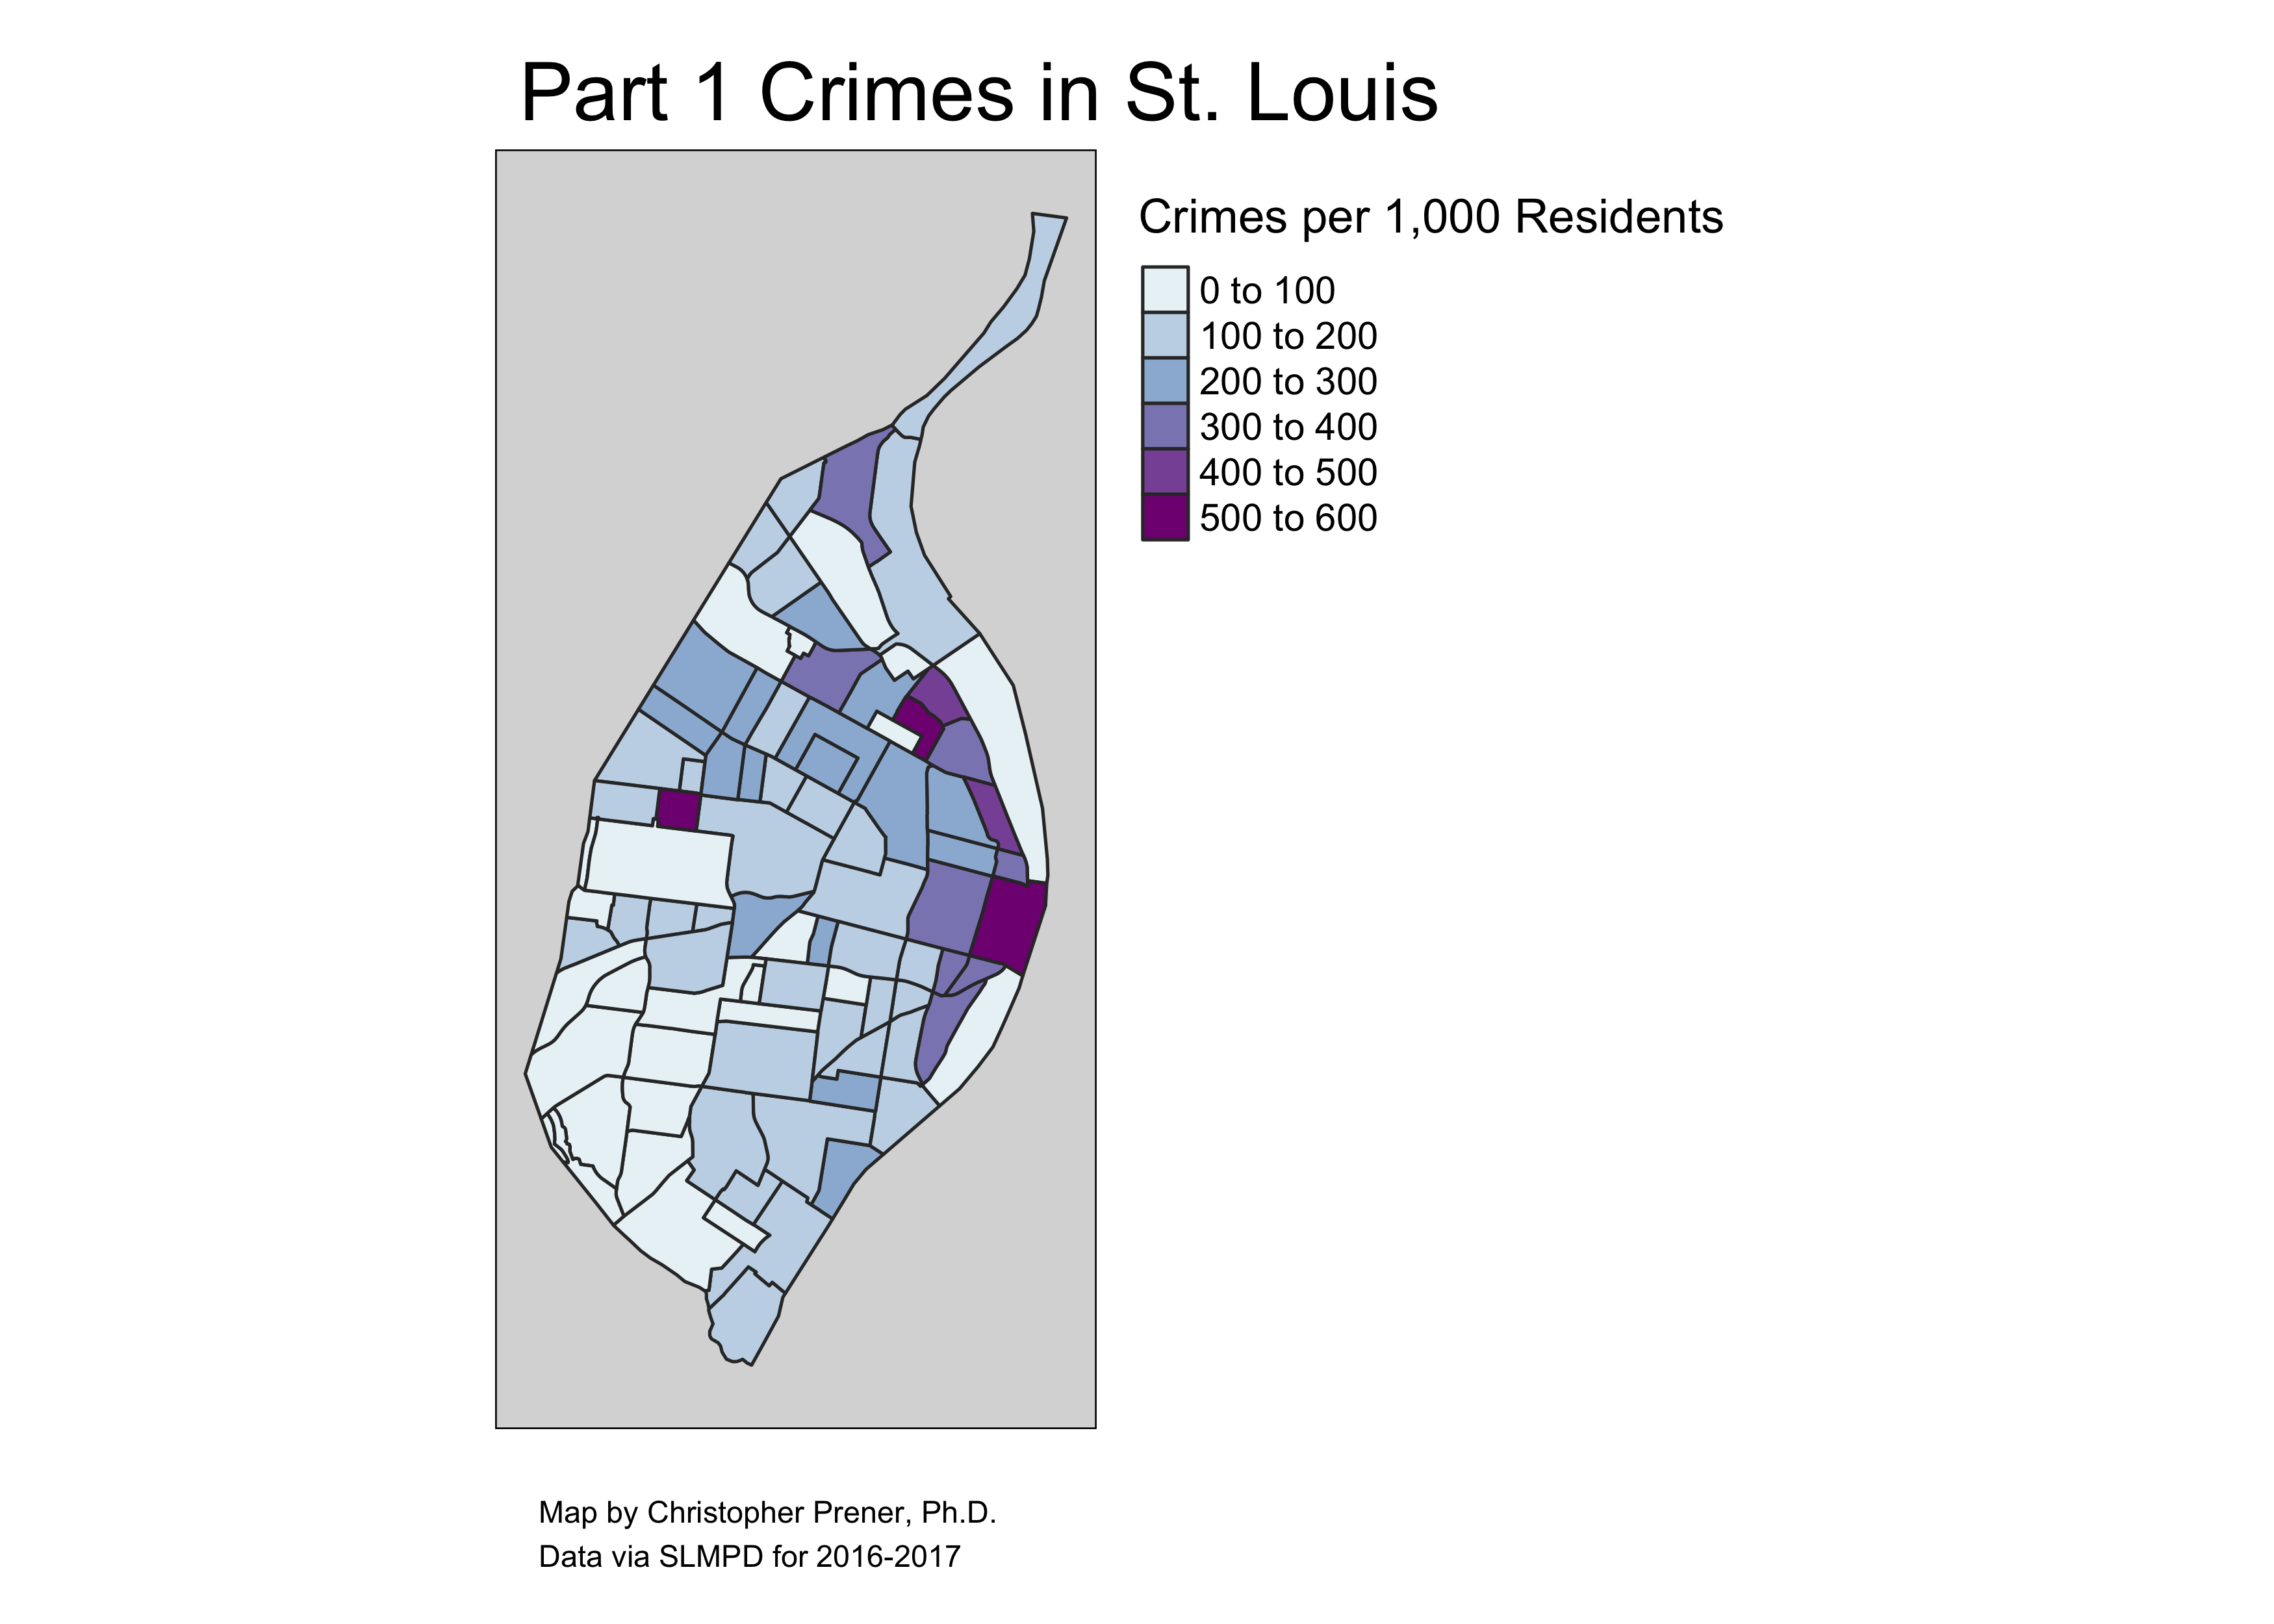 Part 1 Crimes in St. Louis
Crimes per 1,000 Residents
0 to 100
100 to 200
200 to 300
300 to 400
400 to 500
500 to 600
Map by Christopher Prener, Ph.D.
Data via SLMPD for 2016-2017